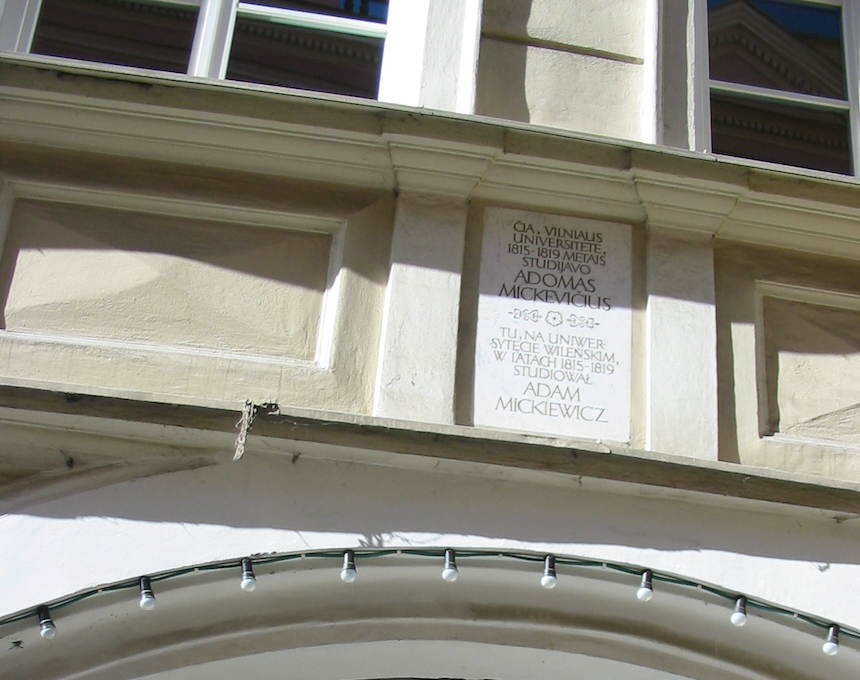 ČIA, VILNIAUS
UNIVERSITETE,
1815-1819 METAIS
STUDIJAVO
ADOMAS
MICKEVIČIUS
TU, NA UNIWER-
SYTECIE WILEŃSKIM,
W LATACH 1815-1819
STUDIOWAŁ
ADAM
MICKIEWICZ